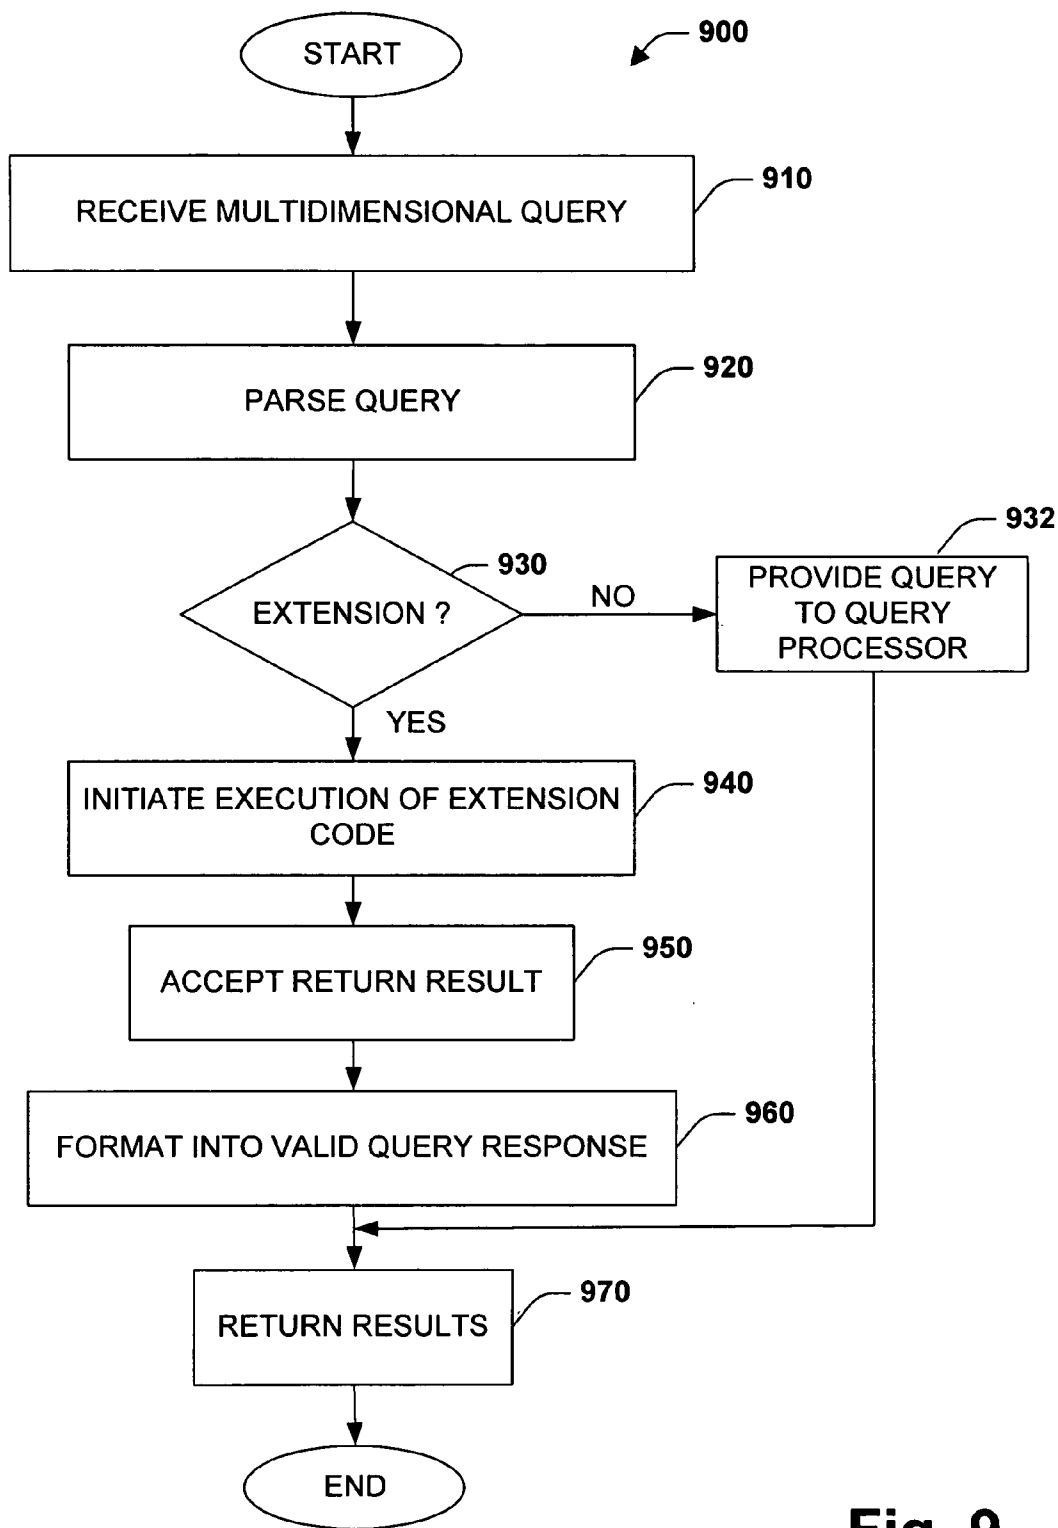 START
900
RECEIVE MULTIDIMENSIONAL QUERY
910
PARSE QUERY
920
EXTENSION ?
930
NO
PROVIDE QUERY
TO QUERY
PROCESSOR
932
YES
INITIATE EXECUTION OF EXTENSION
CODE
940
ACCEPT RETURN RESULT
950
FORMAT INTO VALID QUERY RESPONSE
960
RETURN RESULTS
970
END
Fig. 9